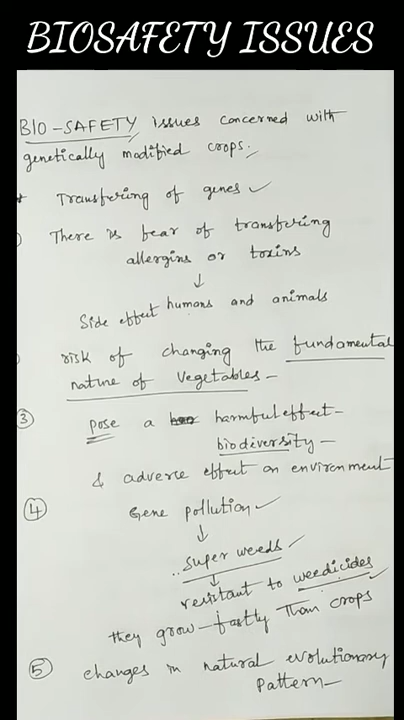 BIOSAFETY ISSUES
BIO-SAFETY issues concerned with
genetically modified crops.
* Transfering of genes ✓
) There is fear of transfering
allergins or toxins
↓
Side effect humans and animals
) risk of changing the fundamental
nature of vegetables -
③ pose a harmful effect -
biodiversity -
& adverse effect on environment
④ Gene pollution ✓
↓
.. super weeds
↓
resistant to weedicides
they grow fastly than crops
⑤ changes in natural evolutionary
pattern -